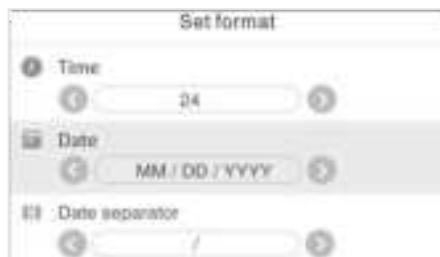 Set format
Time
24
Date
MM / DD / YYYY
Date separator
/